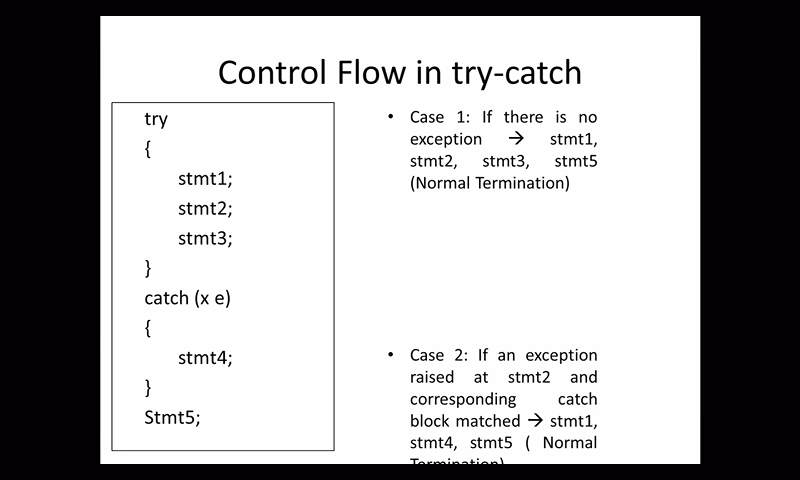 Control Flow in try-catch
try
{
stmt1;
stmt2;
stmt3;
}
catch (x e)
{
stmt4;
}
Stmt5;
• Case 1: If there is no
exception → stmt1,
stmt2, stmt3, stmt5
(Normal Termination)
• Case 2: If an exception
raised at stmt2 and
corresponding catch
block matched → stmt1,
stmt4, stmt5 ( Normal
Termination)